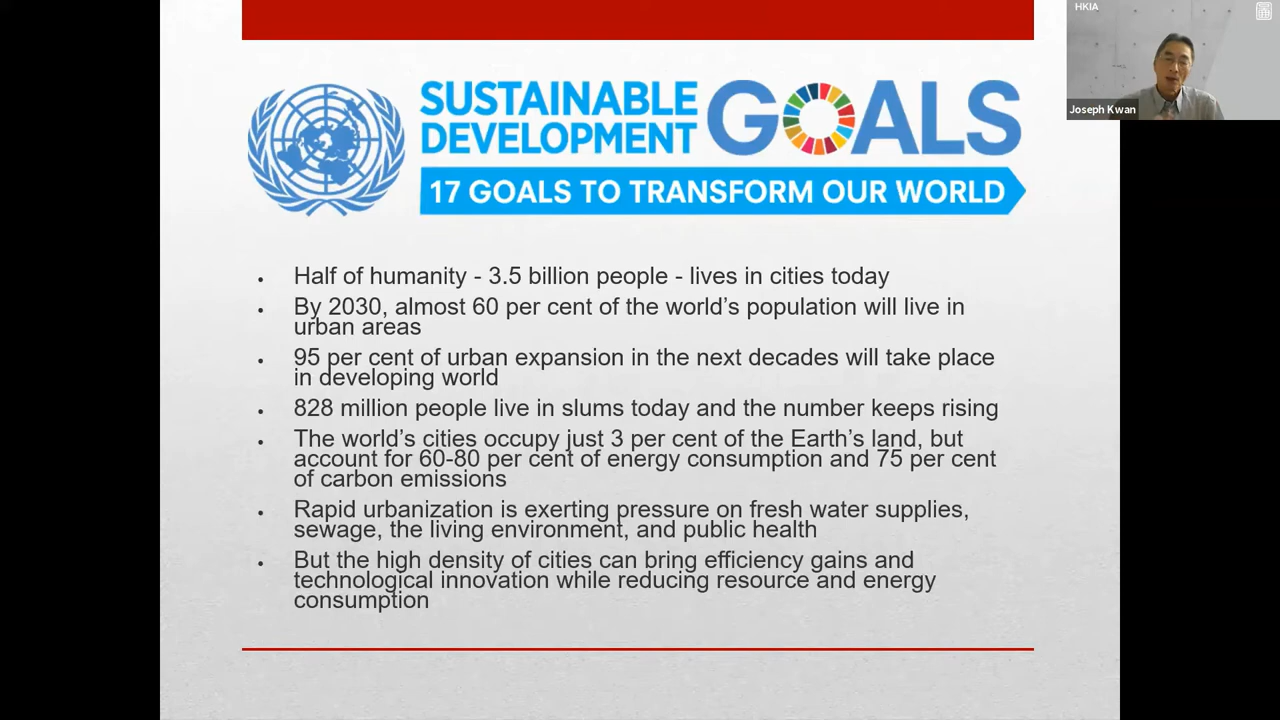 SUSTAINABLE
DEVELOPMENT
GOALS
17 GOALS TO TRANSFORM OUR WORLD
HKIA
Joseph Kwan
• Half of humanity - 3.5 billion people - lives in cities today
• By 2030, almost 60 per cent of the world’s population will live in
urban areas
• 95 per cent of urban expansion in the next decades will take place
in developing world
• 828 million people live in slums today and the number keeps rising
• The world’s cities occupy just 3 per cent of the Earth’s land, but
account for 60-80 per cent of energy consumption and 75 per cent
of carbon emissions
• Rapid urbanization is exerting pressure on fresh water supplies,
sewage, the living environment, and public health
• But the high density of cities can bring efficiency gains and
technological innovation while reducing resource and energy
consumption